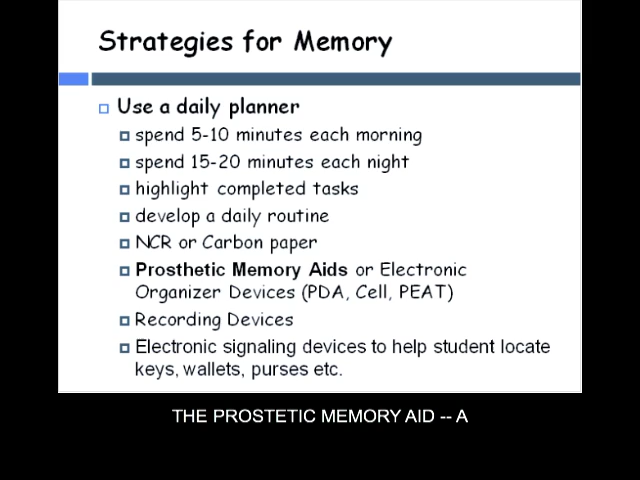 Strategies for Memory
Use a daily planner
spend 5-10 minutes each morning
spend 15-20 minutes each night
highlight completed tasks
develop a daily routine
NCR or Carbon paper
Prosthetic Memory Aids or Electronic
Organizer Devices (PDA, Cell, PEAT)
Recording Devices
Electronic signaling devices to help student locate
keys, wallets, purses etc.
THE PROSTETIC MEMORY AID -- A